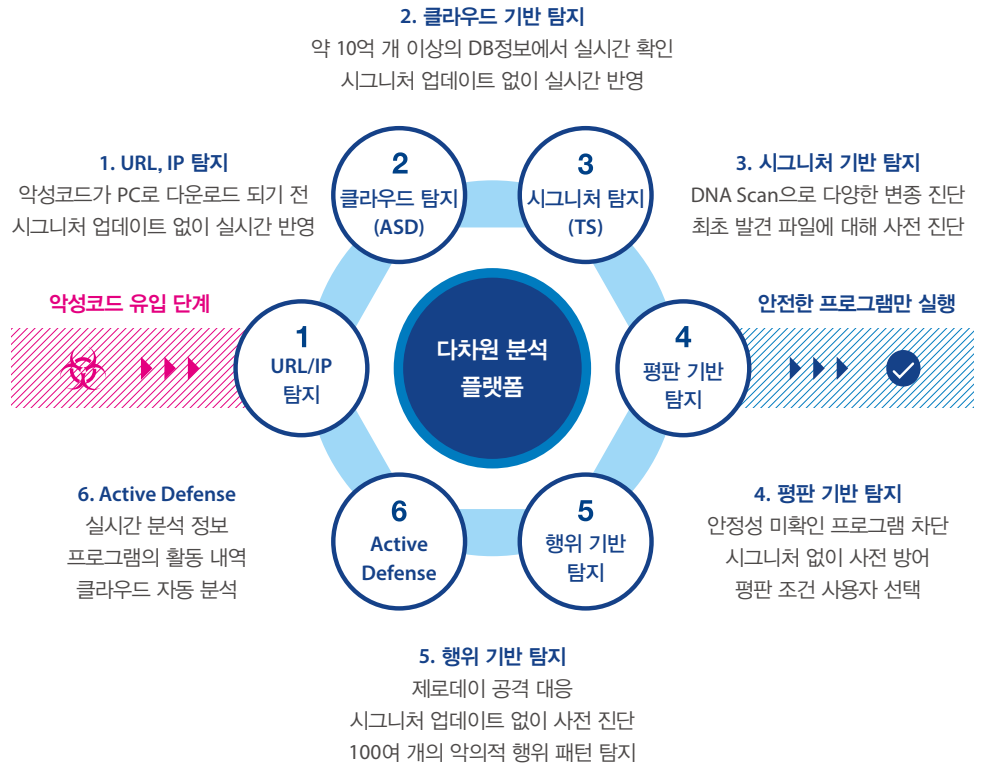 2. 클라우드 기반 탐지
약 10억 개 이상의 DB정보에서 실시간 확인
시그니처 업데이트 없이 실시간 반영
1. URL, IP 탐지
악성코드가 PC로 다운로드 되기 전
시그니처 업데이트 없이 실시간 반영
2
클라우드 탐지
(ASD)
3
시그니처 탐지
(TS)
3. 시그니처 기반 탐지
DNA Scan으로 다양한 변종 진단
최초 발견 파일에 대해 사전 진단
악성코드 유입 단계
1
URL/IP
탐지
다차원 분석
플랫폼
4
평판 기반
탐지
안전한 프로그램만 실행
6. Active Defense
실시간 분석 정보
프로그램의 활동 내역
클라우드 자동 분석
6
Active
Defense
5
행위 기반
탐지
4. 평판 기반 탐지
안정성 미확인 프로그램 차단
시그니처 없이 사전 방어
평판 조건 사용자 선택
5. 행위 기반 탐지
제로데이 공격 대응
시그니처 업데이트 없이 사전 진단
100여 개의 악의적 행위 패턴 탐지